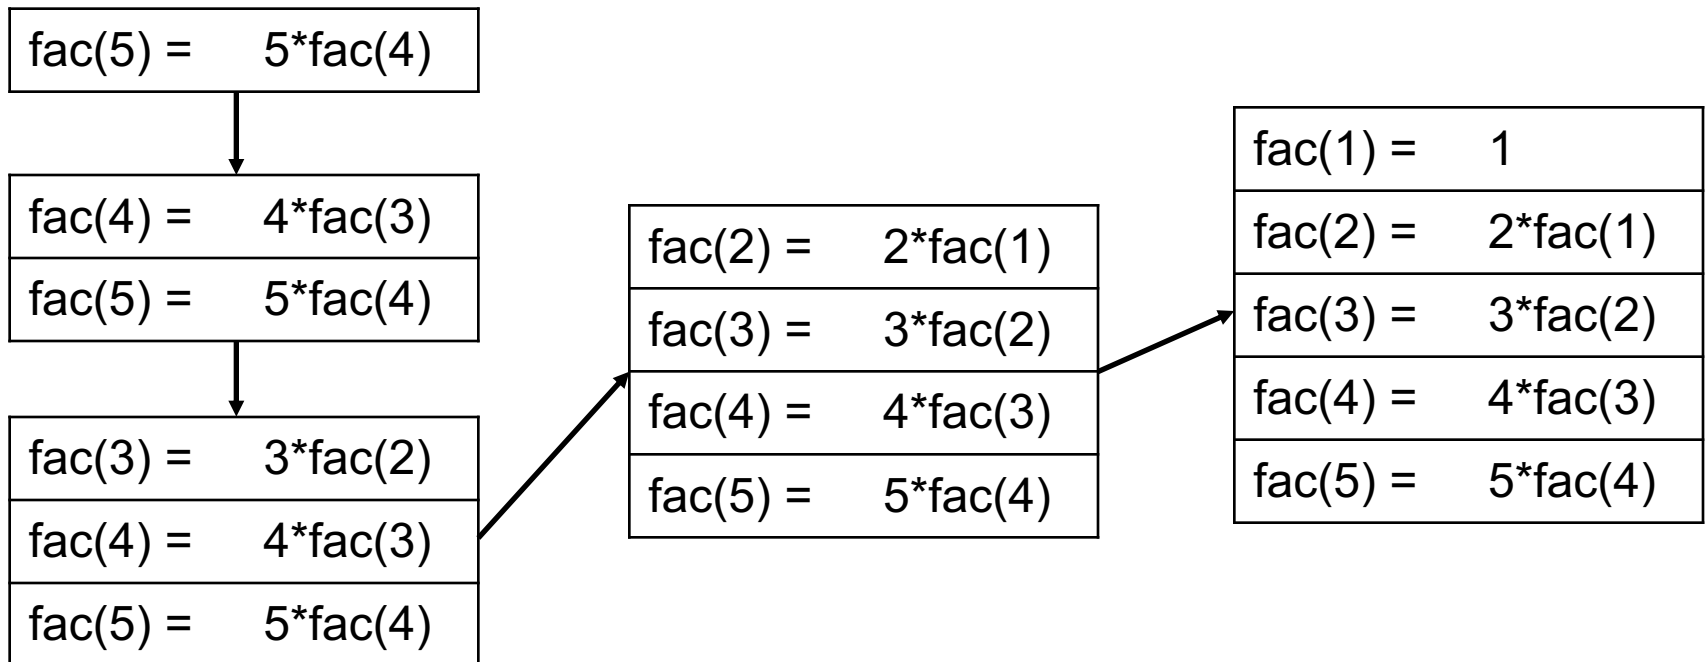 fac(5) = 5*fac(4)
fac(4) = 4*fac(3)
fac(5) = 5*fac(4)
fac(3) = 3*fac(2)
fac(4) = 4*fac(3)
fac(5) = 5*fac(4)
fac(2) = 2*fac(1)
fac(3) = 3*fac(2)
fac(4) = 4*fac(3)
fac(5) = 5*fac(4)
fac(1) = 1
fac(2) = 2*fac(1)
fac(3) = 3*fac(2)
fac(4) = 4*fac(3)
fac(5) = 5*fac(4)